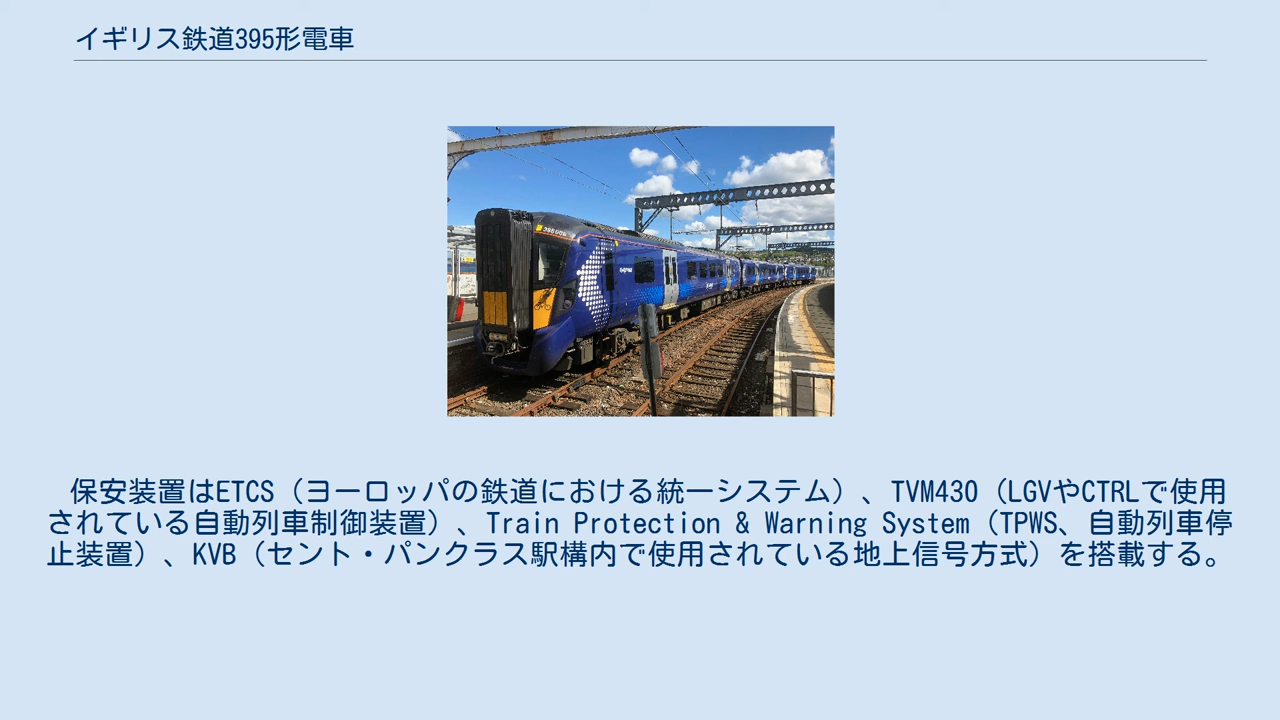 イギリス鉄道395形電車
保安装置はETCS（ヨーロッパの鉄道における統一システム）、TVM430（LGVやCTRLで使用
されている自動列車制御装置）、Train Protection & Warning System（TPWS、自動列車停
止装置）、KVB（セント・パンクラス駅構内で使用されている地上信号方式）を搭載する。